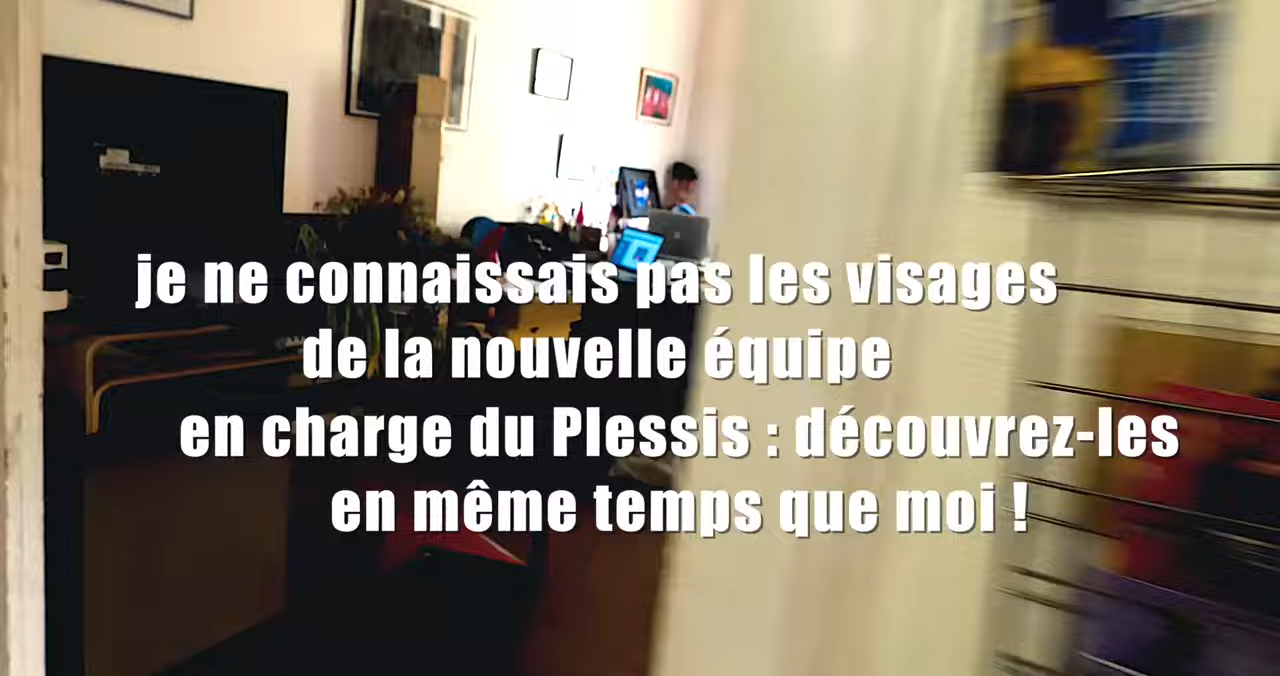 je ne connaissais pas les visages
de la nouvelle équipe
en charge du Plessis : découvrez-les
en même temps que moi !